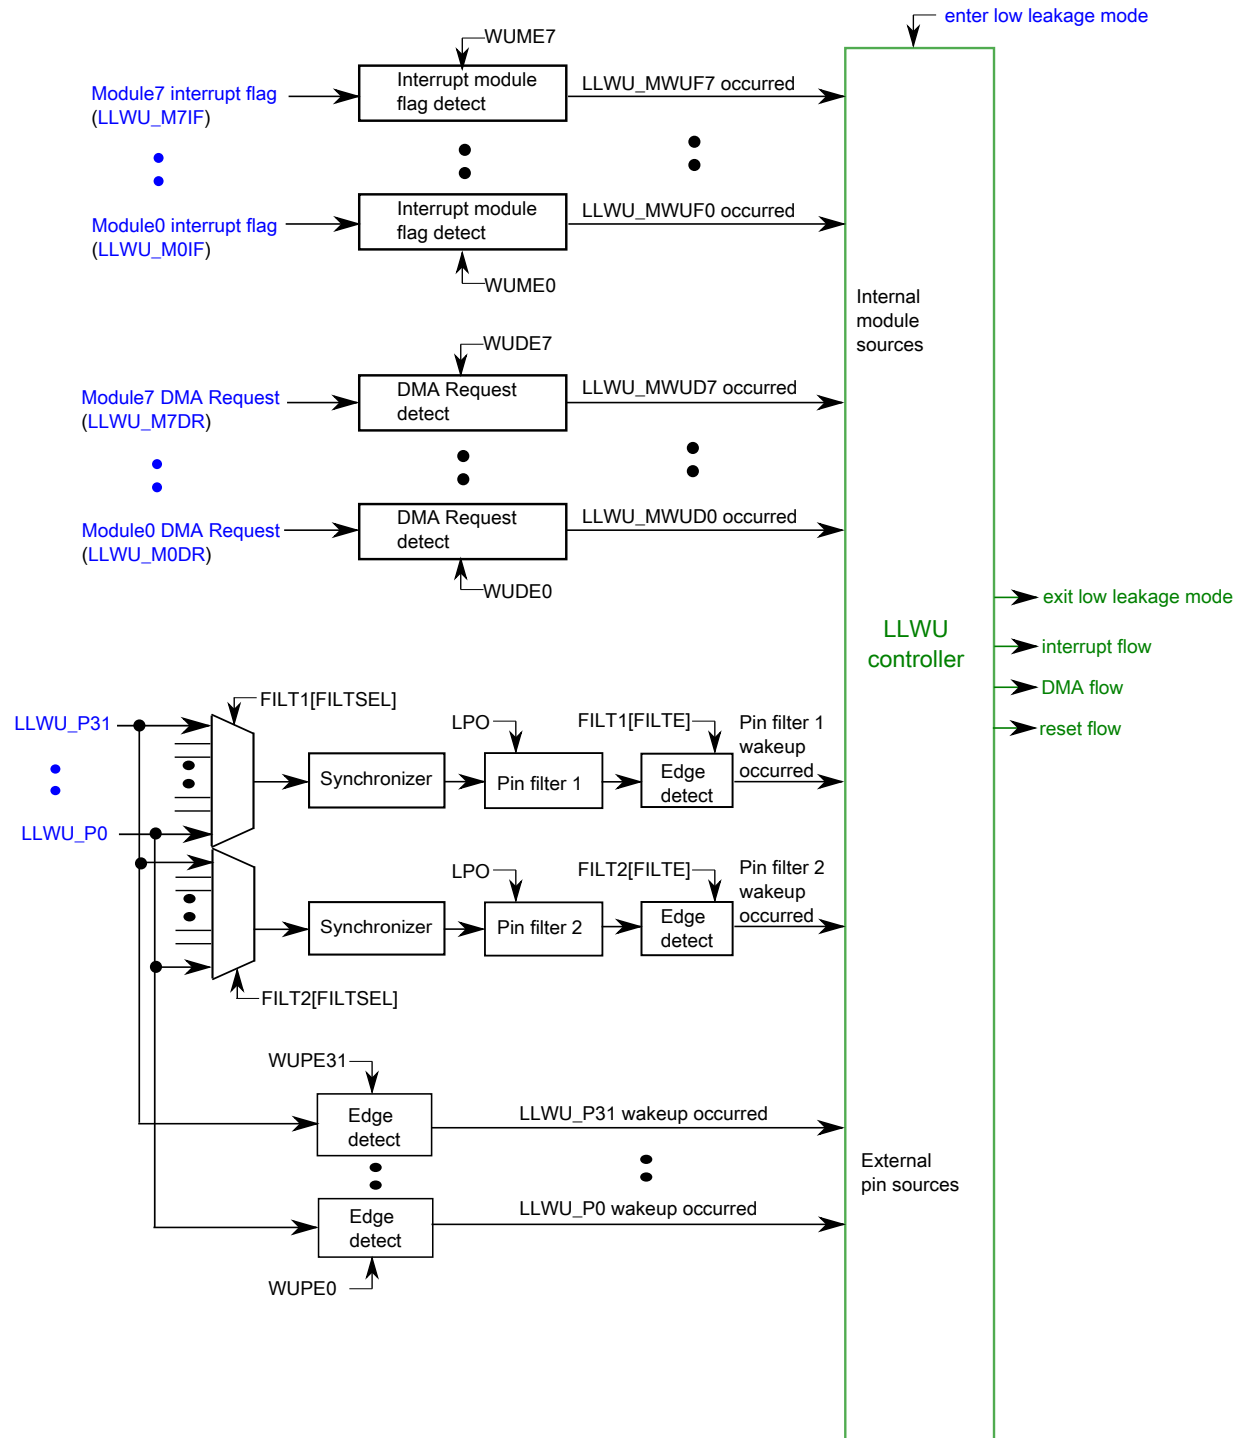 enter low leakage mode
WUME7
Module7 interrupt flag
(LLWU_M7IF)
Interrupt module
flag detect
LLWU_MWUF7 occurred
Module0 interrupt flag
(LLWU_M0IF)
Interrupt module
flag detect
LLWU_MWUF0 occurred
WUME0
Internal
module
sources
WUDE7
Module7 DMA Request
(LLWU_M7DR)
DMA Request
detect
LLWU_MWUD7 occurred
Module0 DMA Request
(LLWU_M0DR)
DMA Request
detect
LLWU_MWUD0 occurred
WUDE0
LLWU
controller
exit low leakage mode
interrupt flow
DMA flow
reset flow
FILT1[FILTSEL]
LLWU_P31
LLWU_P0
Synchronizer
LPO
Pin filter 1
FILT1[FILTE]
Edge
detect
Pin filter 1
wakeup
occurred
Synchronizer
LPO
Pin filter 2
FILT2[FILTE]
Edge
detect
Pin filter 2
wakeup
occurred
FILT2[FILTSEL]
WUPE31
Edge
detect
LLWU_P31 wakeup occurred
Edge
detect
LLWU_P0 wakeup occurred
WUPE0
External
pin sources